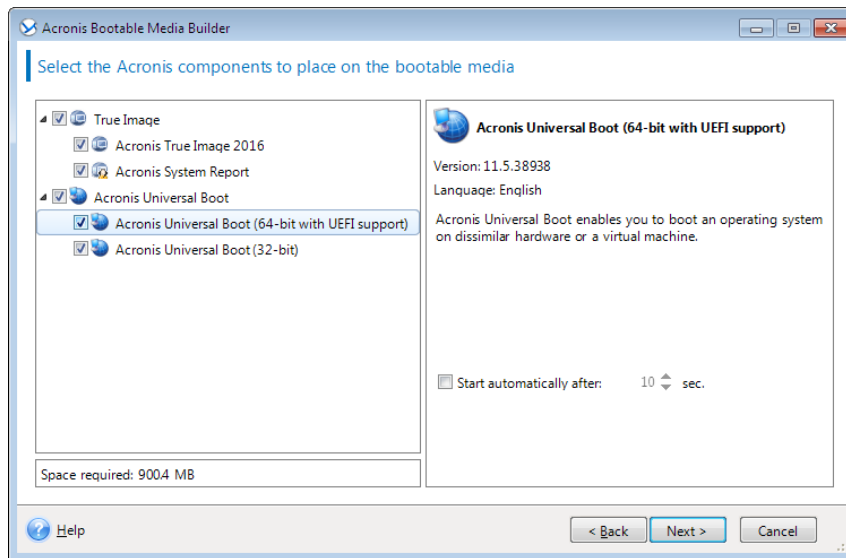 Acronis Bootable Media Builder
Select the Acronis components to place on the bootable media
True Image
Acronis True Image 2016
Acronis System Report
Acronis Universal Boot
Acronis Universal Boot (64-bit with UEFI support)
Acronis Universal Boot (32-bit)
Space required: 900.4 MB
Acronis Universal Boot (64-bit with UEFI support)
Version: 11.5.38938
Language: English
Acronis Universal Boot enables you to boot an operating system
on dissimilar hardware or a virtual machine.
Start automatically after: 10 sec.
Help
< Back
Next >
Cancel